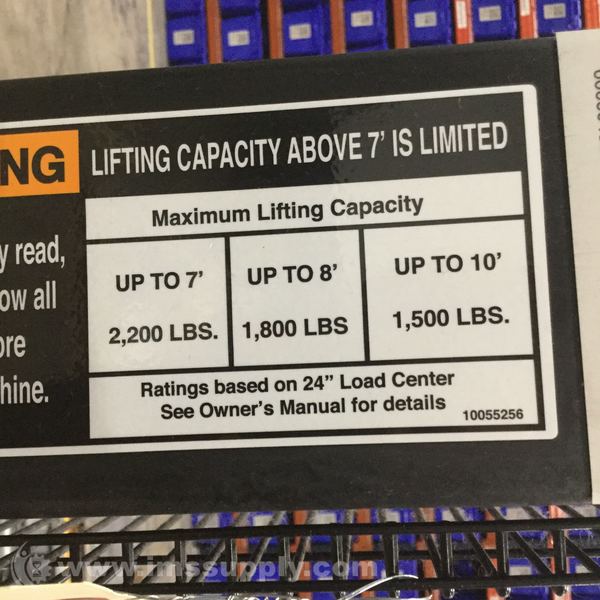 NG
LIFTING CAPACITY ABOVE 7' IS LIMITED
y read,
ow all
ore
hine.
Maximum Lifting Capacity
UP TO 7'
2,200 LBS.
UP TO 8'
1,800 LBS
UP TO 10'
1,500 LBS.
Ratings based on 24” Load Center
See Owner's Manual for details
10055256
www.imssupply.com